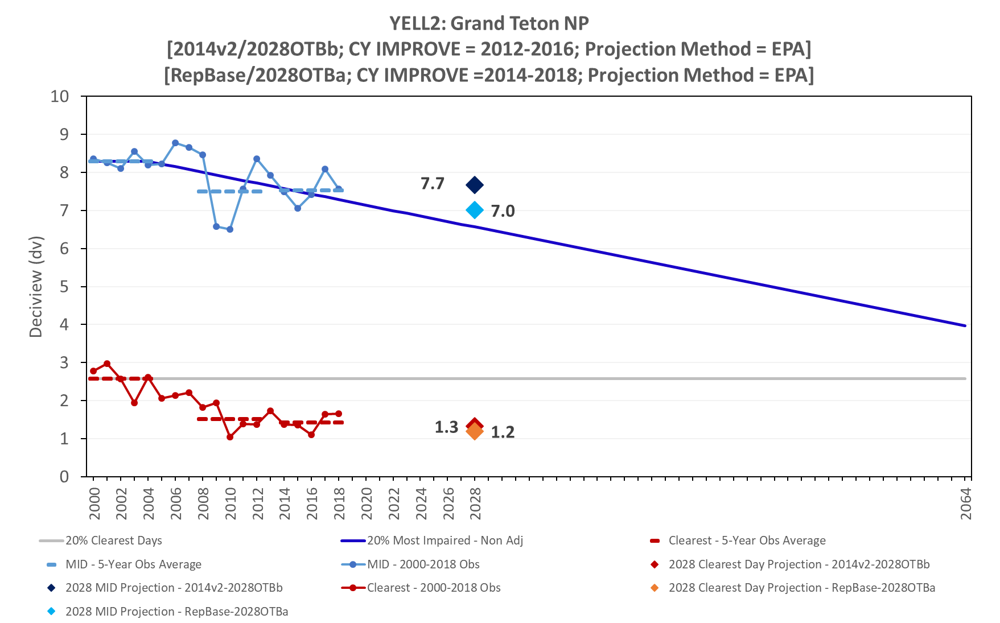 YELL2: Grand Teton NP
[2014v2/2028OTBb; CY IMPROVE = 2012-2016; Projection Method = EPA]
[RepBase/2028OTBa; CY IMPROVE =2014-2018; Projection Method = EPA]
Deciview (dv)
10
9
8
7
6
5
4
3
2
1
0
7.7
7.0
1.3
1.2
2000
2002
2004
2006
2008
2010
2012
2014
2016
2018
2020
2022
2024
2026
2028
2064
20% Clearest Days
20% Most Impaired - Non Adj
Clearest - 5-Year Obs Average
MID - 5-Year Obs Average
MID - 2000-2018 Obs
2028 Clearest Day Projection - 2014v2-2028OTBb
2028 MID Projection - 2014v2-2028OTBb
Clearest - 2000-2018 Obs
2028 Clearest Day Projection - RepBase-2028OTBa
2028 MID Projection - RepBase-2028OTBa